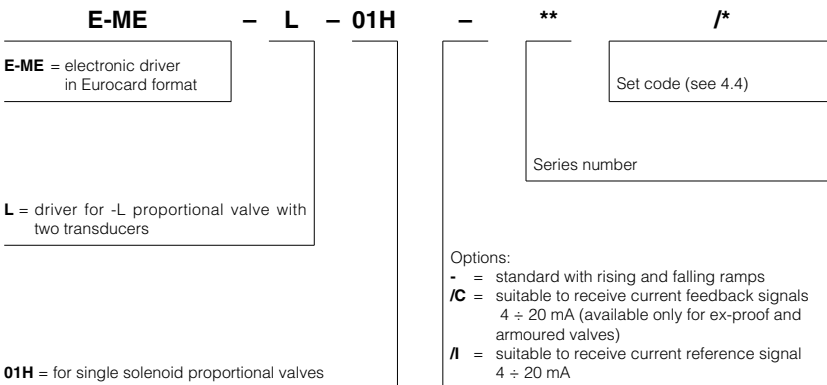 E-ME – L – 01H – ** /*
E-ME = electronic driver
in Eurocard format
Set code (see 4.4)
Series number
L = driver for -L proportional valve with
two transducers
Options:
- = standard with rising and falling ramps
/C = suitable to receive current feedback signals
4 ÷ 20 mA (available only for ex-proof and
armoured valves)
/I = suitable to receive current reference signal
4 ÷ 20 mA
01H = for single solenoid proportional valves